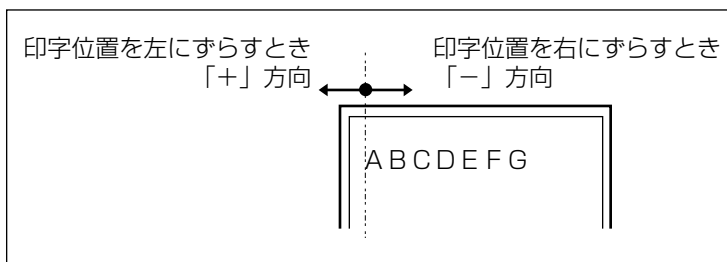 印字位置を左にずらすとき
「＋」方向
印字位置を右にずらすとき
「－」方向
ＡＢＣＤＥＦＧ